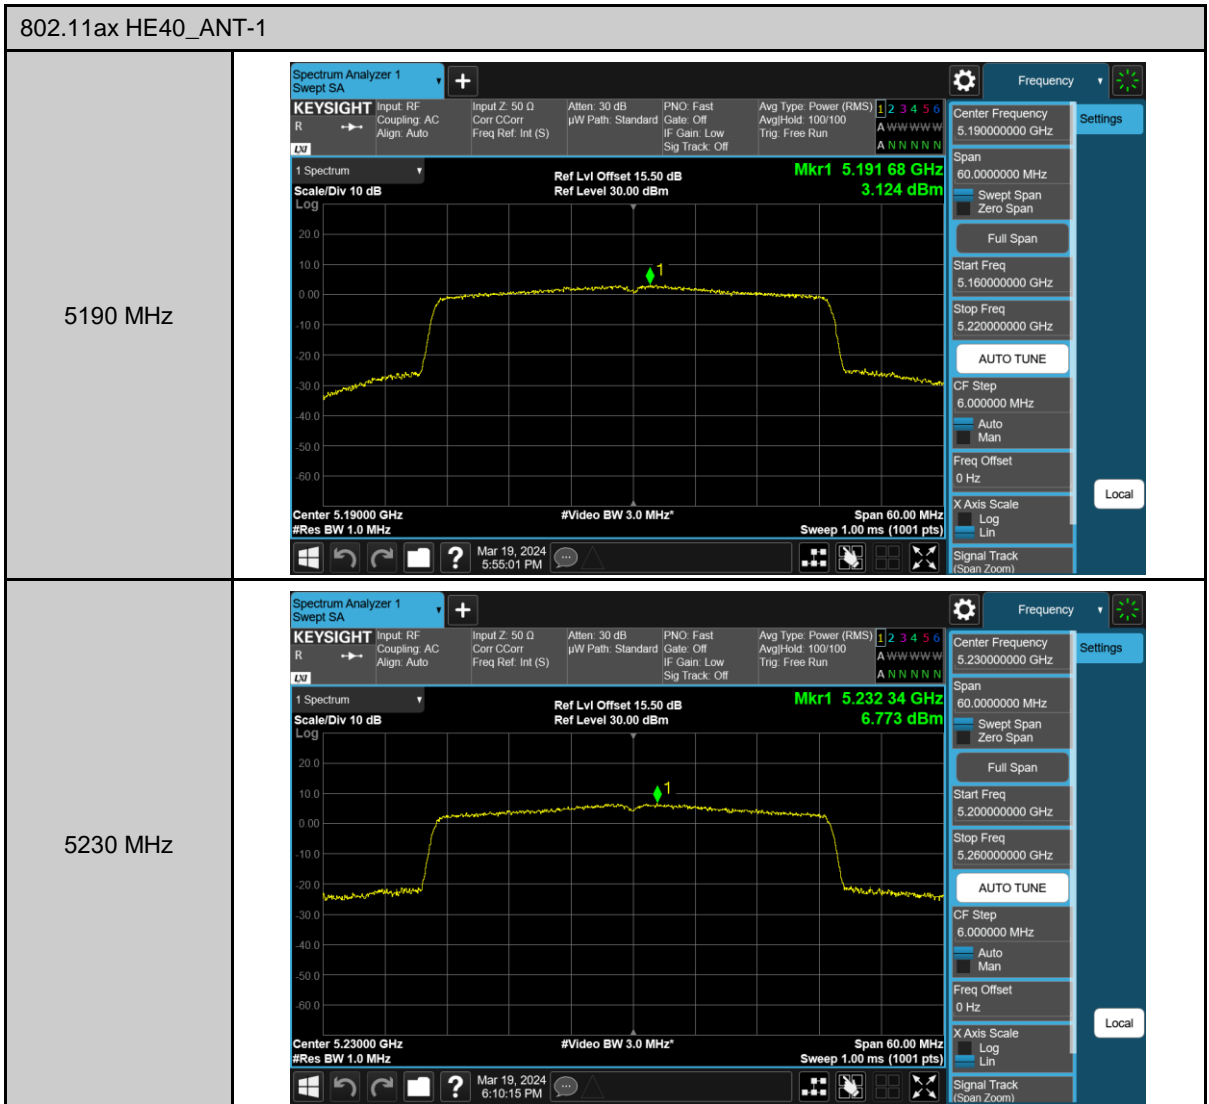 802.11ax HE40_ANT-1
5190 MHz
Spectrum Analyzer 1
Swept SA
Frequency
KEYSIGHT
R
LXI
Input: RF
Coupling: AC
Align: Auto
Input Z: 50 Ω
Corr CCorr
Freq Ref: Int (S)
Atten: 30 dB
µW Path: Standard
PNO: Fast
Gate: Off
IF Gain: Low
Sig Track: Off
Avg Type: Power (RMS)
Avg|Hold: 100/100
Trig: Free Run
1 2 3 4 5 6
A W W W W W
A N N N N N
1 Spectrum
Scale/Div 10 dB
Ref Lvl Offset 15.50 dB
Ref Level 30.00 dBm
Mkr1 5.191 68 GHz
3.124 dBm
Log
20.0
10.0
0.00
-10.0
-20.0
-30.0
-40.0
-50.0
-60.0
1
Center 5.19000 GHz
#Res BW 1.0 MHz
#Video BW 3.0 MHz*
Span 60.00 MHz
Sweep 1.00 ms (1001 pts)
Mar 19, 2024
5:55:01 PM
Center Frequency
5.190000000 GHz
Span
60.0000000 MHz
Swept Span
Zero Span
Full Span
Start Freq
5.160000000 GHz
Stop Freq
5.220000000 GHz
AUTO TUNE
CF Step
6.000000 MHz
Auto
Man
Freq Offset
0 Hz
X Axis Scale
Log
Lin
Signal Track
(Span Zoom)
Settings
Local
5230 MHz
Spectrum Analyzer 1
Swept SA
Frequency
KEYSIGHT
R
LXI
Input: RF
Coupling: AC
Align: Auto
Input Z: 50 Ω
Corr CCorr
Freq Ref: Int (S)
Atten: 30 dB
µW Path: Standard
PNO: Fast
Gate: Off
IF Gain: Low
Sig Track: Off
Avg Type: Power (RMS)
Avg|Hold: 100/100
Trig: Free Run
1 2 3 4 5 6
A W W W W W
A N N N N N
1 Spectrum
Scale/Div 10 dB
Ref Lvl Offset 15.50 dB
Ref Level 30.00 dBm
Mkr1 5.232 34 GHz
6.773 dBm
Log
20.0
10.0
0.00
-10.0
-20.0
-30.0
-40.0
-50.0
-60.0
1
Center 5.23000 GHz
#Res BW 1.0 MHz
#Video BW 3.0 MHz*
Span 60.00 MHz
Sweep 1.00 ms (1001 pts)
Mar 19, 2024
6:10:15 PM
Center Frequency
5.230000000 GHz
Span
60.0000000 MHz
Swept Span
Zero Span
Full Span
Start Freq
5.200000000 GHz
Stop Freq
5.260000000 GHz
AUTO TUNE
CF Step
6.000000 MHz
Auto
Man
Freq Offset
0 Hz
X Axis Scale
Log
Lin
Signal Track
(Span Zoom)
Settings
Local